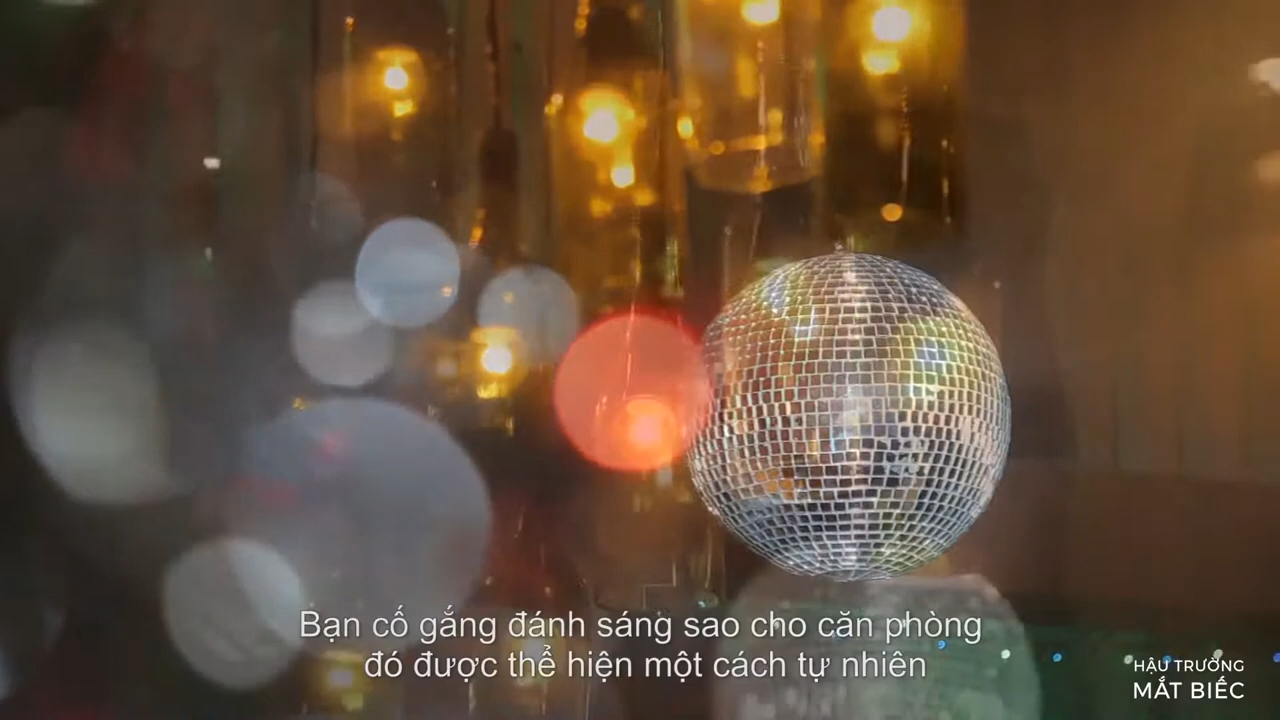 Bạn cố gắng đánh sáng sao cho căn phòng
đó được thể hiện một cách tự nhiên
HẬU TRƯỜNG
MẮT BIẾC